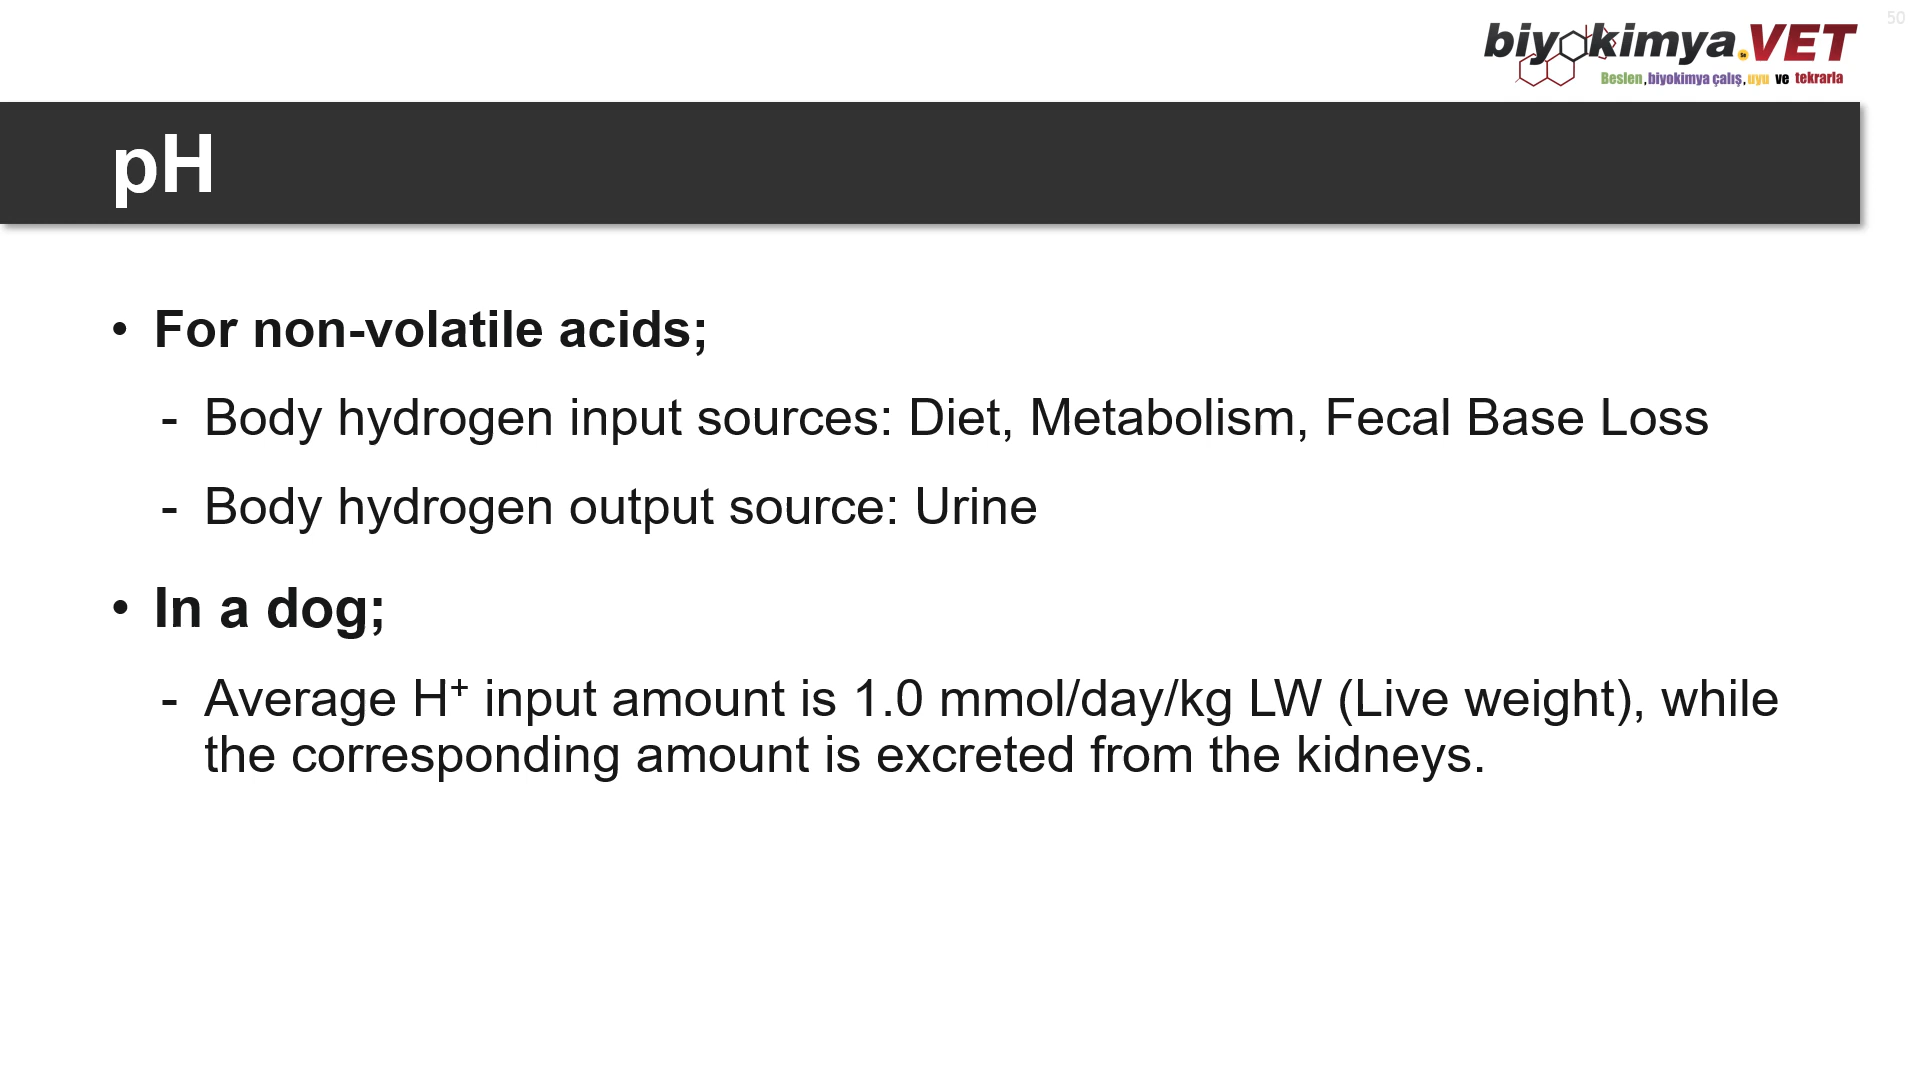 50
biyokimya.VET
Beslen, biyokimya çalış, uyu ve tekrarla
pH
• For non-volatile acids;
- Body hydrogen input sources: Diet, Metabolism, Fecal Base Loss
- Body hydrogen output source: Urine
• In a dog;
- Average H⁺ input amount is 1.0 mmol/day/kg LW (Live weight), while
the corresponding amount is excreted from the kidneys.